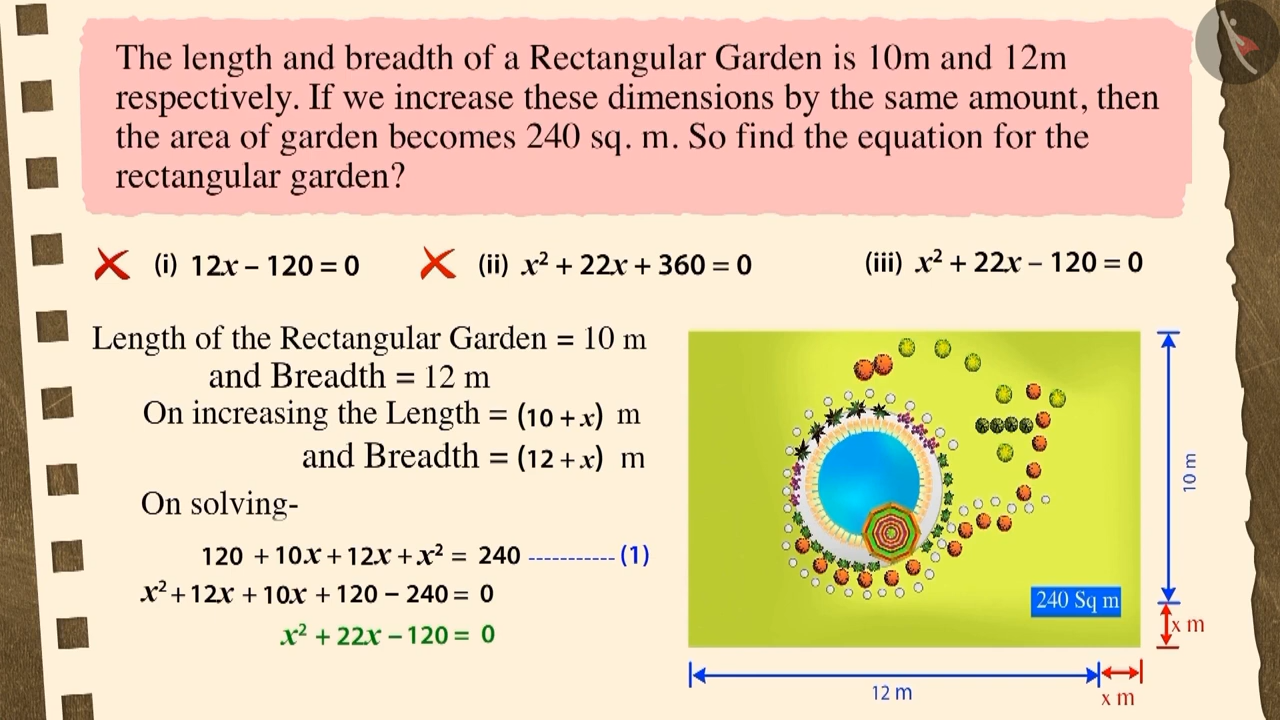 The length and breadth of a Rectangular Garden is 10m and 12m
respectively. If we increase these dimensions by the same amount, then
the area of garden becomes 240 sq. m. So find the equation for the
rectangular garden?
(i) 12x – 120 = 0 (ii) x² + 22x + 360 = 0 (iii) x² + 22x – 120 = 0
Length of the Rectangular Garden = 10 m
and Breadth = 12 m
On increasing the Length = (10 + x) m
and Breadth = (12 + x) m
On solving-
120 + 10x + 12x + x² = 240 ----------- (1)
x² + 12x + 10x + 120 – 240 = 0
x² + 22x – 120 = 0
10 m
240 Sq m
x m
12 m
x m